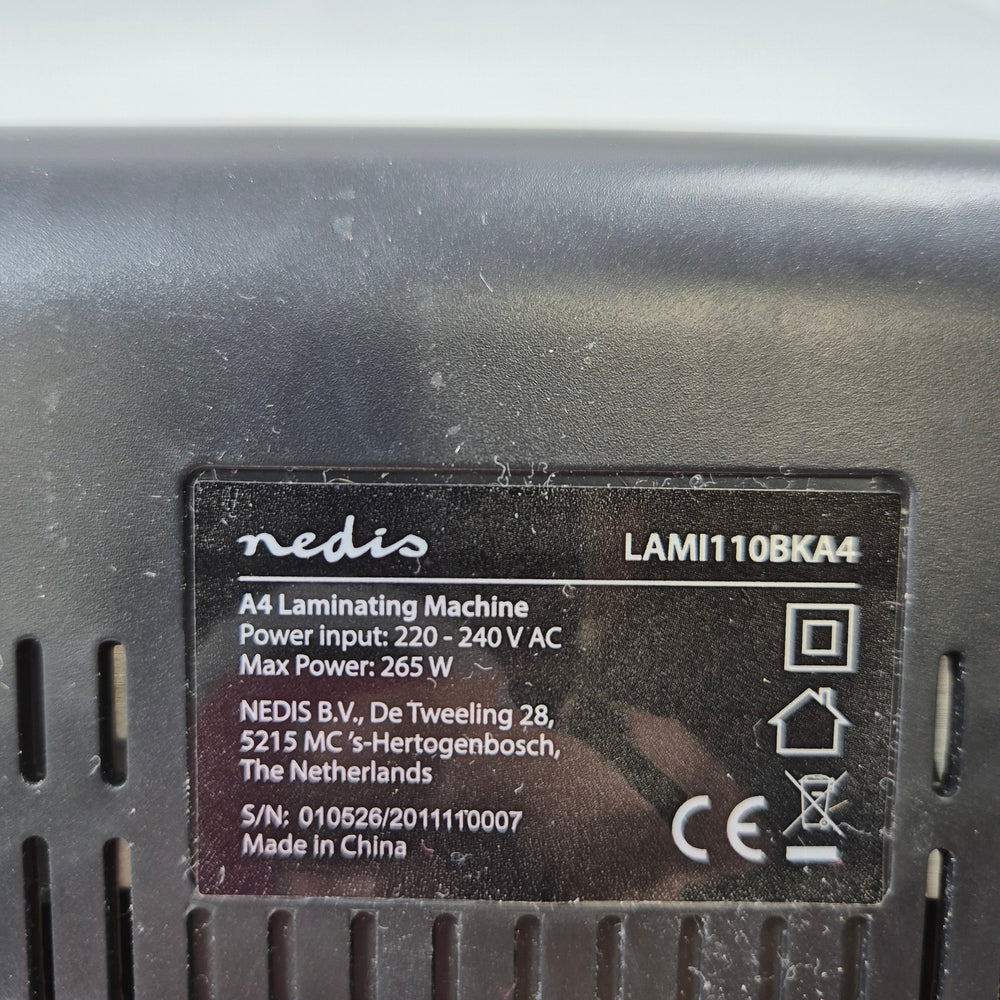 nedis LAMI110BKA4
A4 Laminating Machine
Power input: 220 - 240 V AC
Max Power: 265 W
NEDIS B.V., De Tweeling 28,
5215 MC 's-Hertogenbosch,
The Netherlands
S/N: 010526/2011110007
Made in China
CE